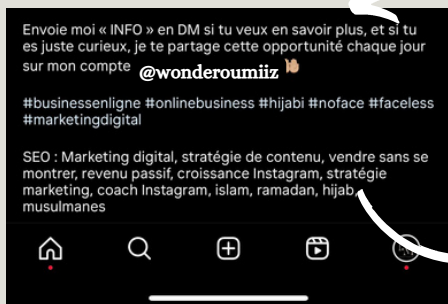 Envoie moi « INFO » en DM si tu veux en savoir plus, et si tu
es juste curieux, je te partage cette opportunité chaque jour
sur mon compte @wonderoumiiz
#businessenligne #onlinebusiness #hijabi #noface #faceless
#marketingdigital
SEO : Marketing digital, stratégie de contenu, vendre sans se
montrer, revenu passif, croissance Instagram, stratégie
marketing, coach Instagram, islam, ramadan, hijab,
musulmanes